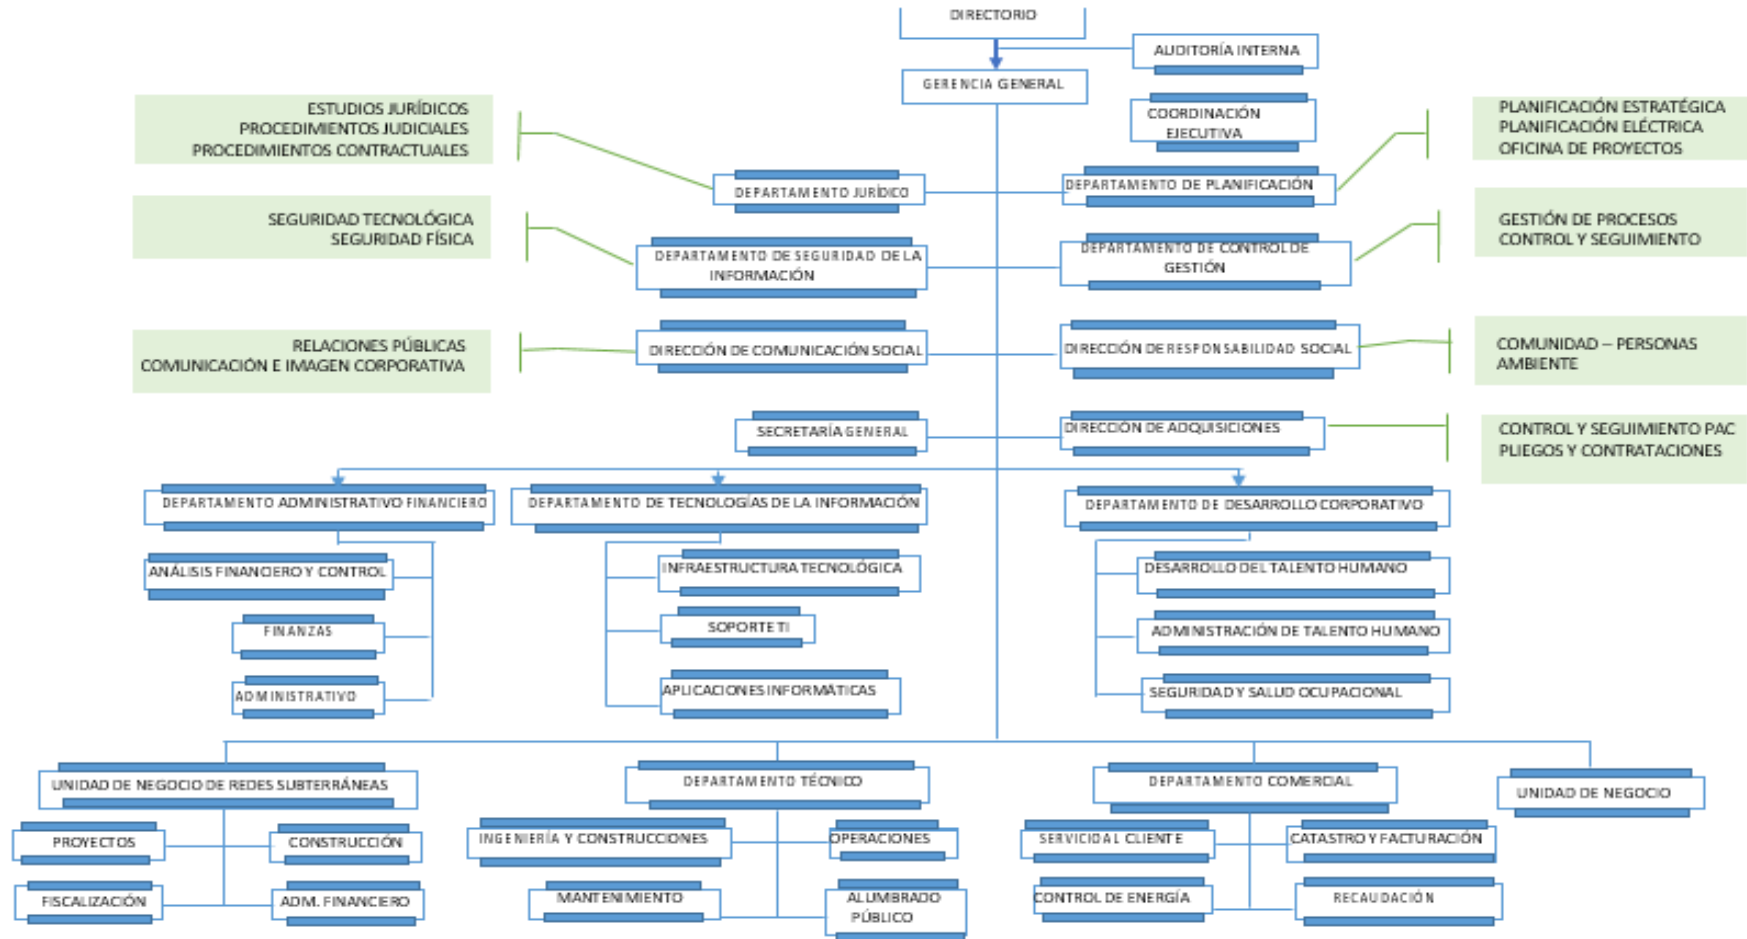 DIRECTORIO
AUDITORÍA INTERNA
GERENCIA GENERAL
COORDINACIÓN
EJECUTIVA
ESTUDIOS JURÍDICOS
PROCEDIMIENTOS JUDICIALES
PROCEDIMIENTOS CONTRACTUALES
PLANIFICACIÓN ESTRATÉGICA
PLANIFICACIÓN ELÉCTRICA
OFICINA DE PROYECTOS
DEPARTAMENTO JURÍDICO
DEPARTAMENTO DE PLANIFICACIÓN
SEGURIDAD TECNOLÓGICA
SEGURIDAD FÍSICA
GESTIÓN DE PROCESOS
CONTROL Y SEGUIMIENTO
DEPARTAMENTO DE SEGURIDAD DE LA
INFORMACIÓN
DEPARTAMENTO DE CONTROL DE
GESTIÓN
RELACIONES PÚBLICAS
COMUNICACIÓN E IMAGEN CORPORATIVA
DIRECCIÓN DE COMUNICACIÓN SOCIAL
DIRECCIÓN DE RESPONSABILIDAD SOCIAL
COMUNIDAD – PERSONAS
AMBIENTE
SECRETARÍA GENERAL
DIRECCIÓN DE ADQUISICIONES
CONTROL Y SEGUIMIENTO PAC
PLIEGOS Y CONTRATACIONES
DEPARTAMENTO ADMINISTRATIVO FINANCIERO
DEPARTAMENTO DE TECNOLOGÍAS DE LA INFORMACIÓN
DEPARTAMENTO DE DESARROLLO CORPORATIVO
ANÁLISIS FINANCIERO Y CONTROL
INFRAESTRUCTURA TECNOLÓGICA
DESARROLLO DEL TALENTO HUMANO
FINANZAS
SOPORTE TI
ADMINISTRACIÓN DE TALENTO HUMANO
ADMINISTRATIVO
APLICACIONES INFORMÁTICAS
SEGURIDAD Y SALUD OCUPACIONAL
UNIDAD DE NEGOCIO DE REDES SUBTERRÁNEAS
DEPARTAMENTO TÉCNICO
DEPARTAMENTO COMERCIAL
UNIDAD DE NEGOCIO
PROYECTOS
CONSTRUCCIÓN
INGENIERÍA Y CONSTRUCCIONES
OPERACIONES
SERVICIO AL CLIENTE
CATASTRO Y FACTURACIÓN
FISCALIZACIÓN
ADM. FINANCIERO
MANTENIMIENTO
ALUMBRADO
PÚBLICO
CONTROL DE ENERGÍA
RECAUDACIÓN